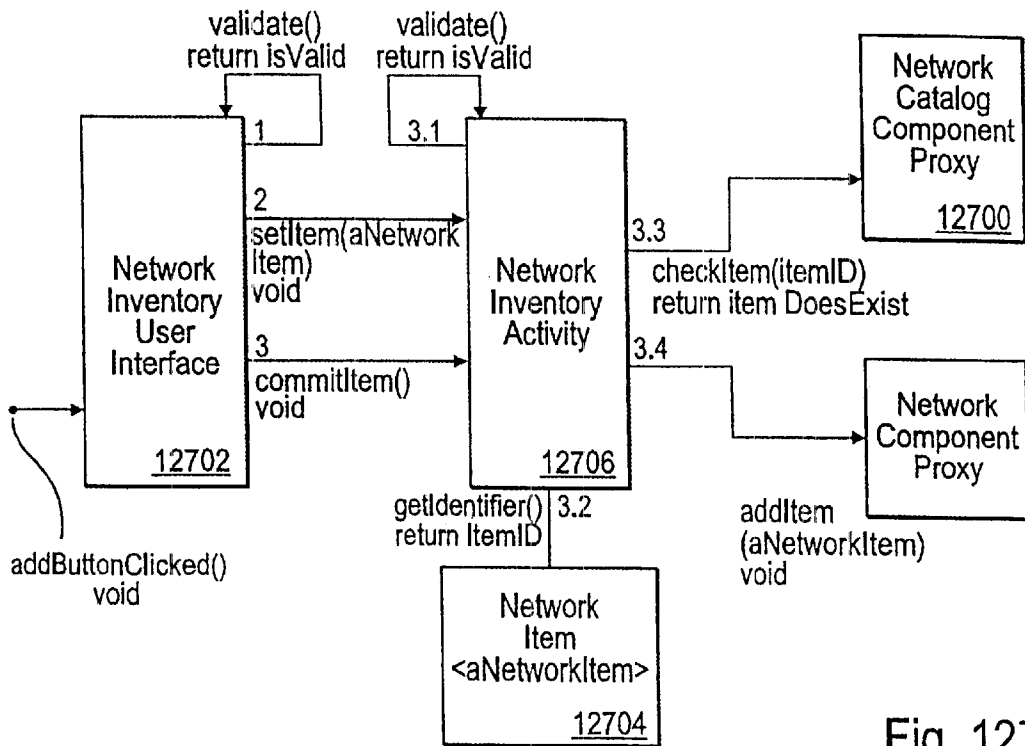 validate()
return isValid
validate()
return isValid
1
3.1
Network
Catalog
Component
Proxy
12700
2
setItem(aNetwork
Item)
void
3.3
checkItem(itemID)
return item DoesExist
Network
Inventory
User
Interface
12702
Network
Inventory
Activity
12706
3
commitItem()
void
3.4
Network
Component
Proxy
getIdentifier()
return ItemID
3.2
addItem
(aNetworkItem)
void
addButtonClicked()
void
Network
Item
<aNetworkItem>
12704
Fig. 127